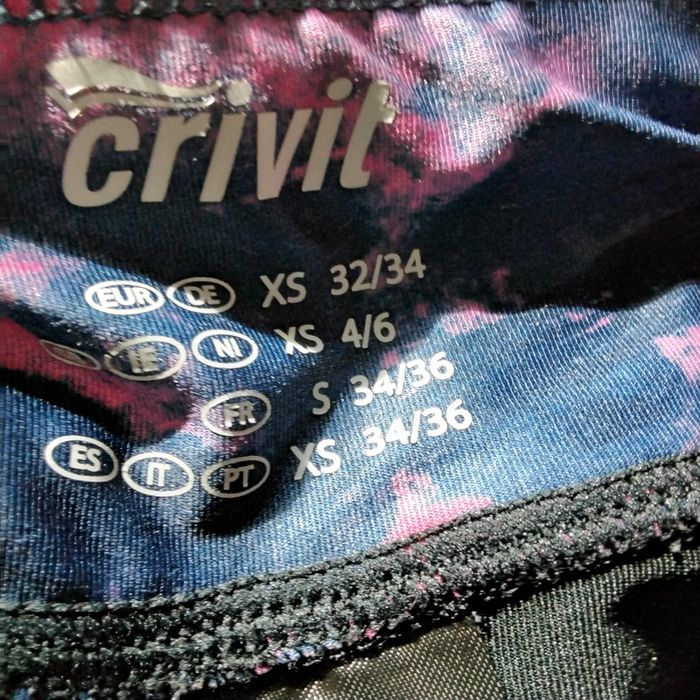 crivit
EUR DE XS 32/34
IE NI XS 4/6
FR S 34/36
ES IT PT XS 34/36